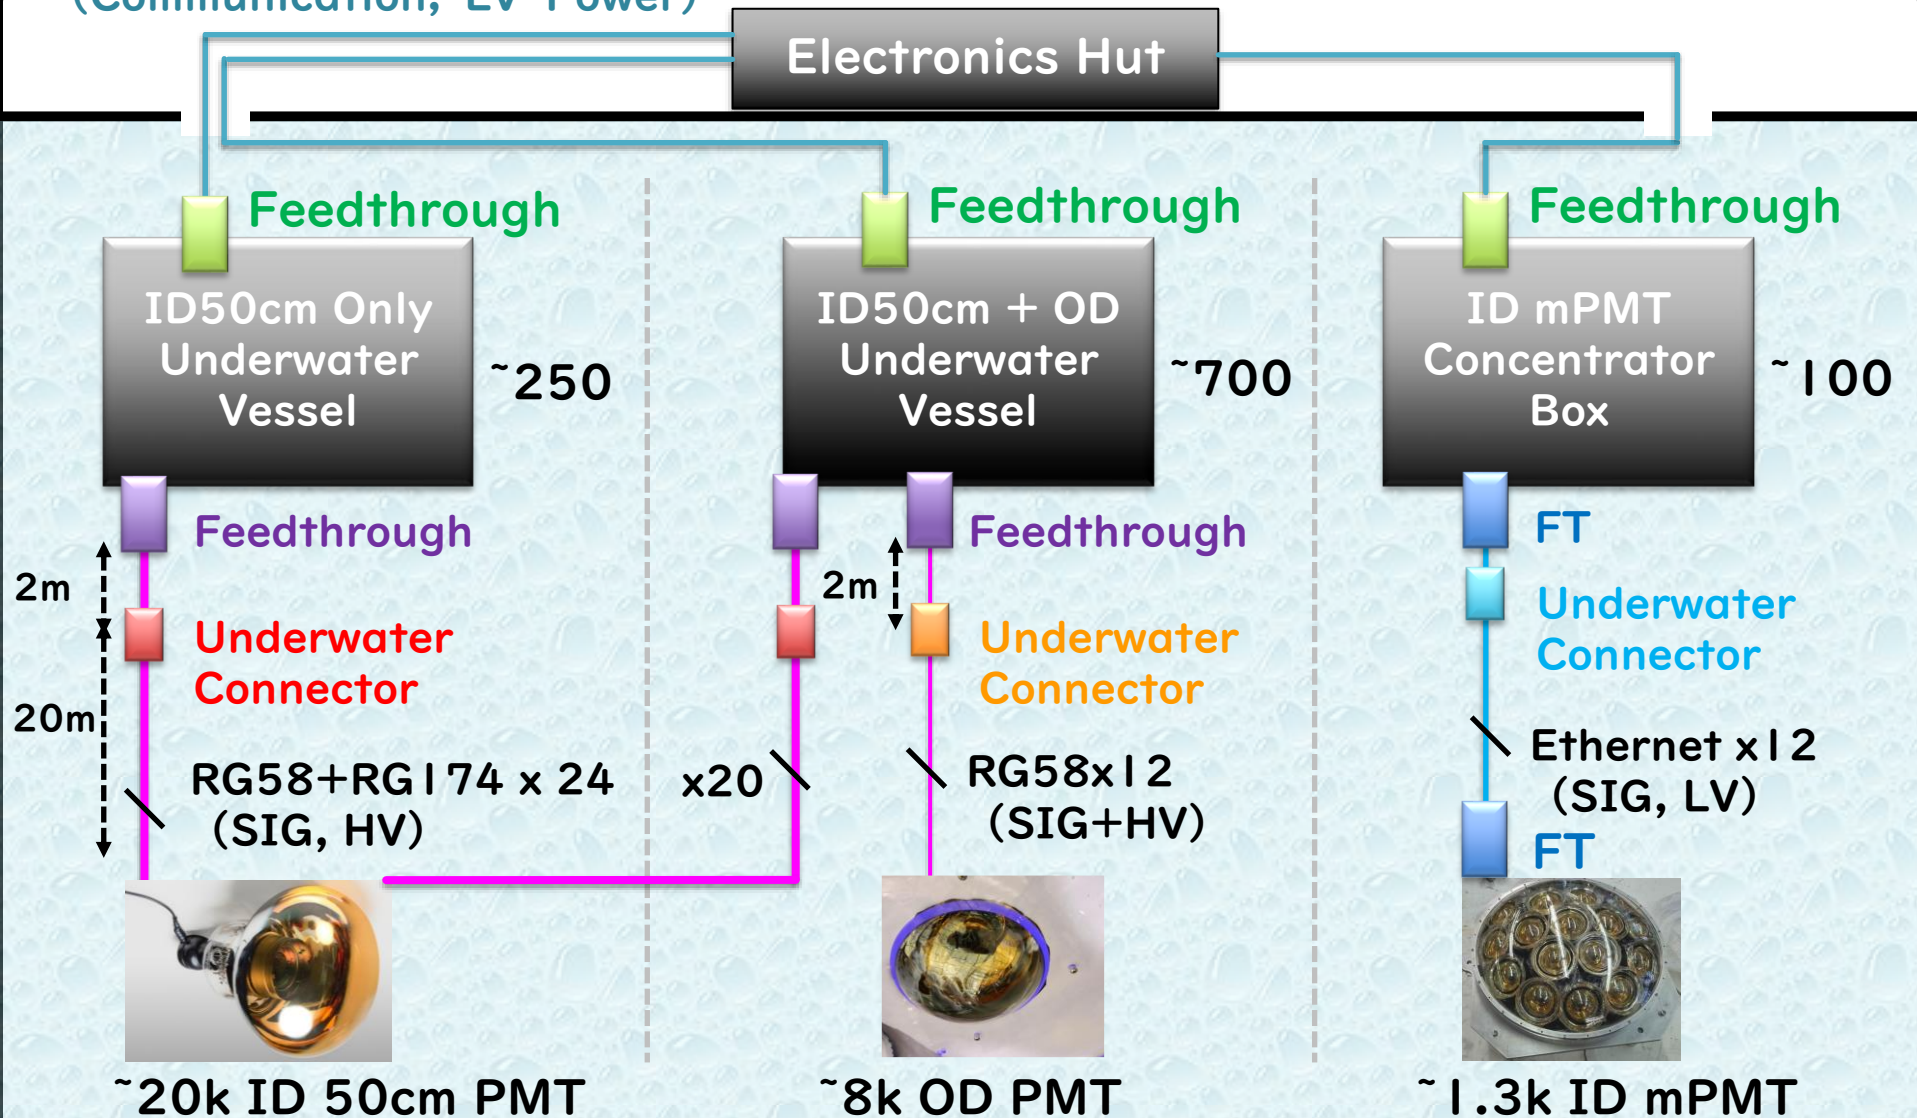 (Communication, LV Power)
Electronics Hut
Feedthrough
Feedthrough
Feedthrough
ID50cm Only
Underwater
Vessel
~250
ID50cm + OD
Underwater
Vessel
~700
ID mPMT
Concentrator
Box
~100
Feedthrough
Feedthrough
FT
2m
2m
Underwater
Connector
Underwater
Connector
Underwater
Connector
20m
RG58+RG174 x 24
(SIG, HV)
x20
RG58x12
(SIG+HV)
Ethernet x12
(SIG, LV)
FT
~20k ID 50cm PMT
~8k OD PMT
~1.3k ID mPMT